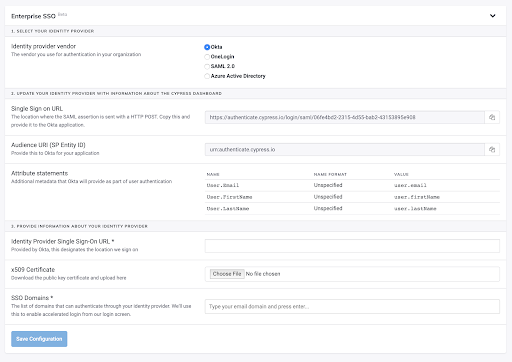 Enterprise SSO Beta
1. SELECT YOUR IDENTITY PROVIDER
Identity provider vendor
The vendor you use for authentication in your organization
Okta
OneLogin
SAML 2.0
Azure Active Directory
2. UPDATE YOUR IDENTITY PROVIDER WITH INFORMATION ABOUT THE CYPRESS DASHBOARD
Single Sign on URL
The location where the SAML assertion is sent with a HTTP POST. Copy this and
provide it to the Okta application.
https://authenticate.cypress.io/login/saml/06fe4bd2-2315-4d55-bab2-43153895e908
Audience URI (SP Entity ID)
Provide this to Okta for your application
urn:authenticate.cypress.io
Attribute statements
Additional metadata that Okta will provide as part of user authentication
NAME NAME FORMAT VALUE
User.Email Unspecified user.email
User.FirstName Unspecified user.firstName
User.LastName Unspecified user.lastName
3. PROVIDE INFORMATION ABOUT YOUR IDENTITY PROVIDER
Identity Provider Single Sign-On URL *
Provided by Okta, this designates the location we sign on
x509 Certificate
Download the public key certificate and upload here
Choose File No file chosen
SSO Domains *
The list of domains that can authenticate through your identity provider. We'll use
this to enable accelerated login from our login screen.
Type your email domain and press enter...
Save Configuration